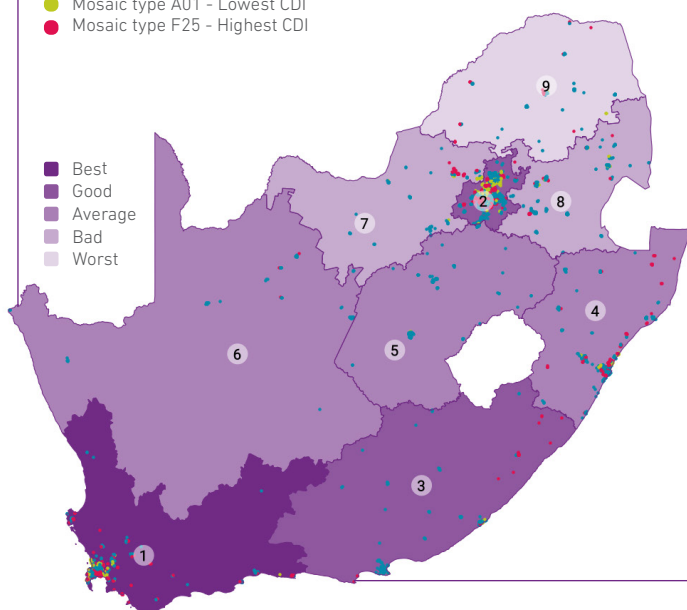 Mosaic type A01 - Lowest CDI
Mosaic type F25 - Highest CDI
9
Best
Good
Average
Bad
Worst
2
8
7
4
6
5
3
1